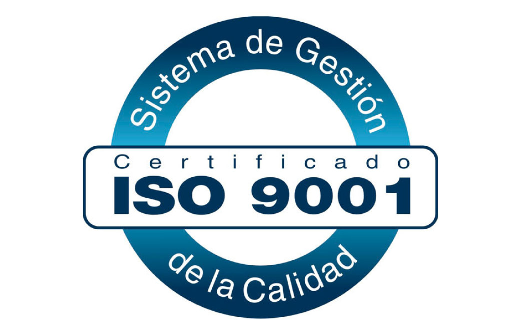 Sistema de Gestión
Certificado
ISO 9001
de la Calidad